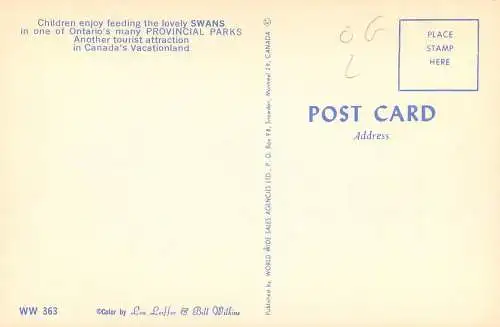 Children enjoy feeding the lovely SWANS
in one of Ontario's many PROVINCIAL PARKS
Another tourist attraction
in Canada's Vacationland.
PLACE
STAMP
HERE
POST CARD
Address
Published by WORLD WIDE SALES AGENCIES LTD., P. O. Box 98, Snowdon, Montreal 29, CANADA
WW 363
©Color by & Bill Wilkins